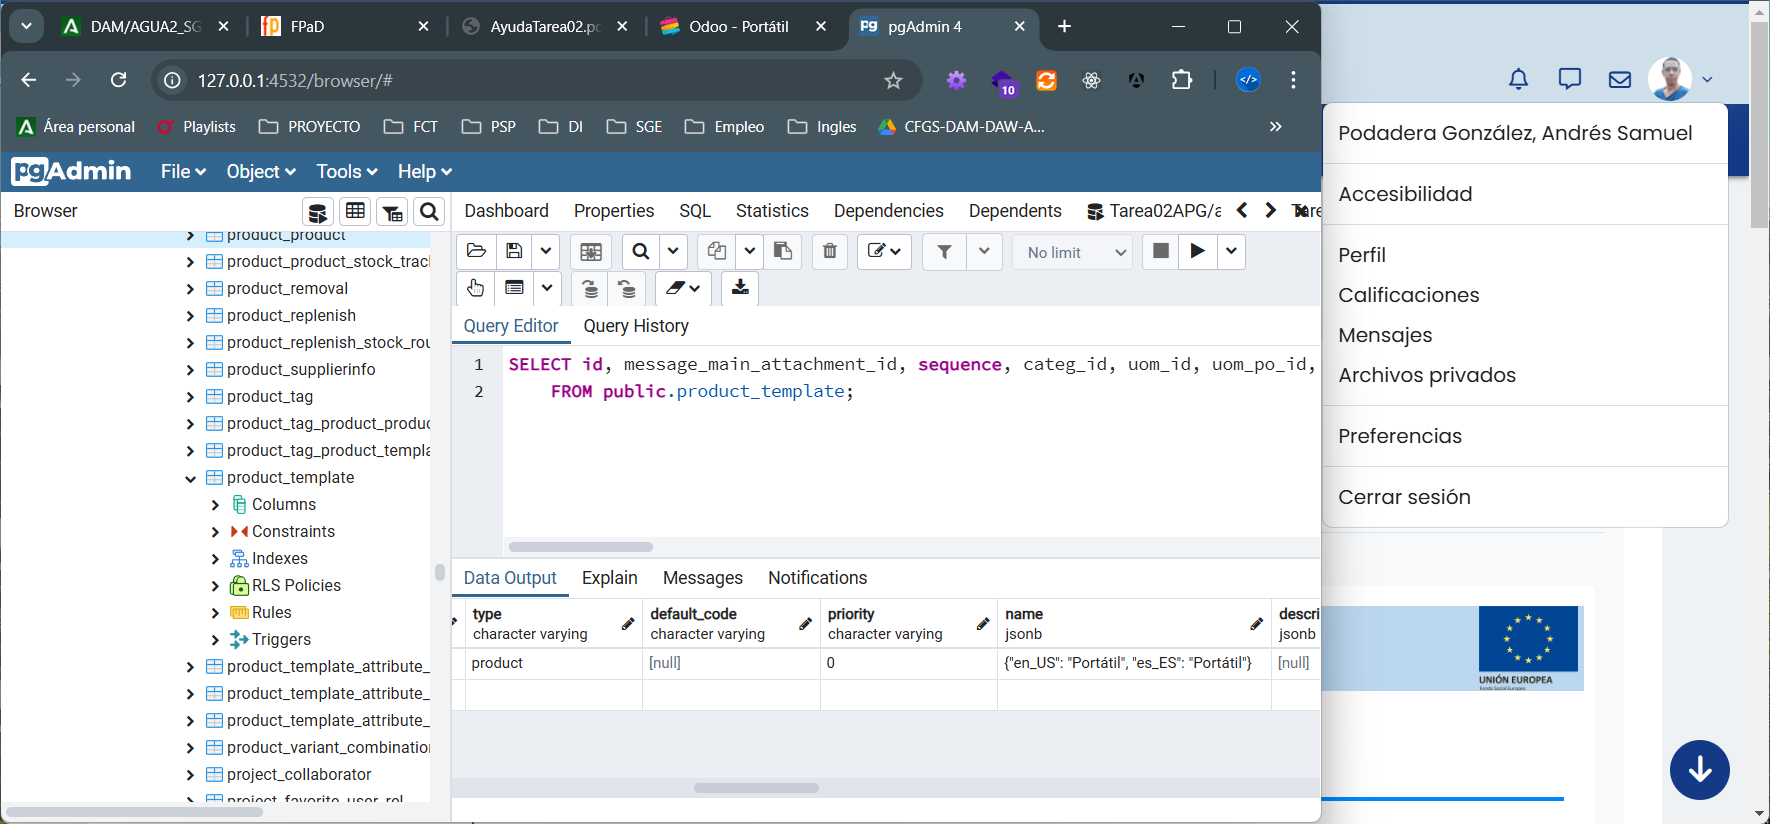 DAM/AGUA2_SG
FPaD
AyudaTarea02.pd
Odoo - Portátil
pgAdmin 4
127.0.0.1:4532/browser/#
10
Área personal
Playlists
PROYECTO
FCT
PSP
DI
SGE
Empleo
Ingles
CFGS-DAM-DAW-A...
pgAdmin
File
Object
Tools
Help
Browser
Dashboard
Properties
SQL
Statistics
Dependencies
Dependents
Tarea02APG/a
Tare
product_product
product_product_stock_trac
product_removal
product_replenish
product_replenish_stock_rou
product_supplierinfo
product_tag
product_tag_product_produc
product_tag_product_templa
product_template
Columns
Constraints
Indexes
RLS Policies
Rules
Triggers
product_template_attribute_
product_template_attribute_
product_template_attribute_
product_variant_combination
project_collaborator
project_favorite_user_rel
No limit
Query Editor
Query History
1 SELECT id, message_main_attachment_id, sequence, categ_id, uom_id, uom_po_id,
2 FROM public.product_template;
Data Output
Explain
Messages
Notifications
type
character varying
default_code
character varying
priority
character varying
name
jsonb
descri
jsonb
product
[null]
0
{"en_US": "Portátil", "es_ES": "Portátil"}
[null]
Podadera González, Andrés Samuel
Accesibilidad
Perfil
Calificaciones
Mensajes
Archivos privados
Preferencias
Cerrar sesión
UNIÓN EUROPEA
Fondo Social Europeo